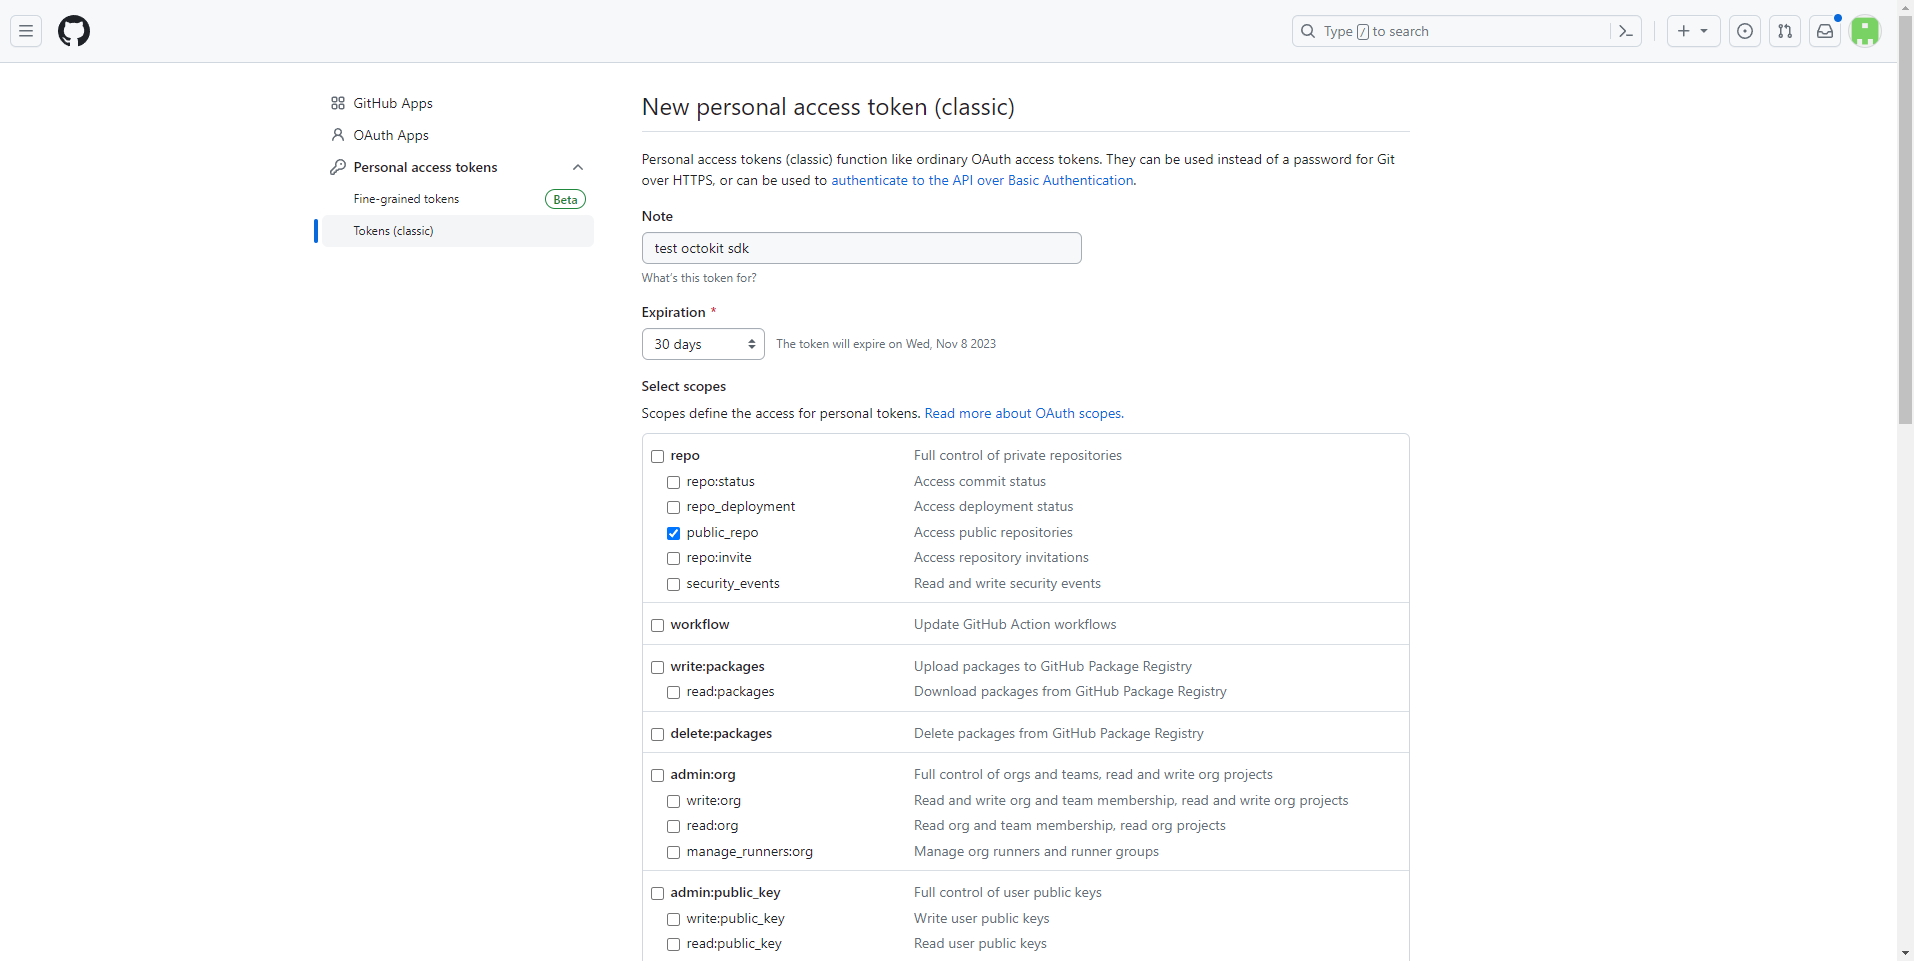 Type / to search
GitHub Apps
OAuth Apps
Personal access tokens
Fine-grained tokens Beta
Tokens (classic)
New personal access token (classic)
Personal access tokens (classic) function like ordinary OAuth access tokens. They can be used instead of a password for Git
over HTTPS, or can be used to authenticate to the API over Basic Authentication.
Note
test octokit sdk
What's this token for?
Expiration *
30 days The token will expire on Wed, Nov 8 2023
Select scopes
Scopes define the access for personal tokens. Read more about OAuth scopes.
repo Full control of private repositories
repo:status Access commit status
repo_deployment Access deployment status
public_repo Access public repositories
repo:invite Access repository invitations
security_events Read and write security events
workflow Update GitHub Action workflows
write:packages Upload packages to GitHub Package Registry
read:packages Download packages from GitHub Package Registry
delete:packages Delete packages from GitHub Package Registry
admin:org Full control of orgs and teams, read and write org projects
write:org Read and write org and team membership, read and write org projects
read:org Read org and team membership, read org projects
manage_runners:org Manage org runners and runner groups
admin:public_key Full control of user public keys
write:public_key Write user public keys
read:public_key Read user public keys